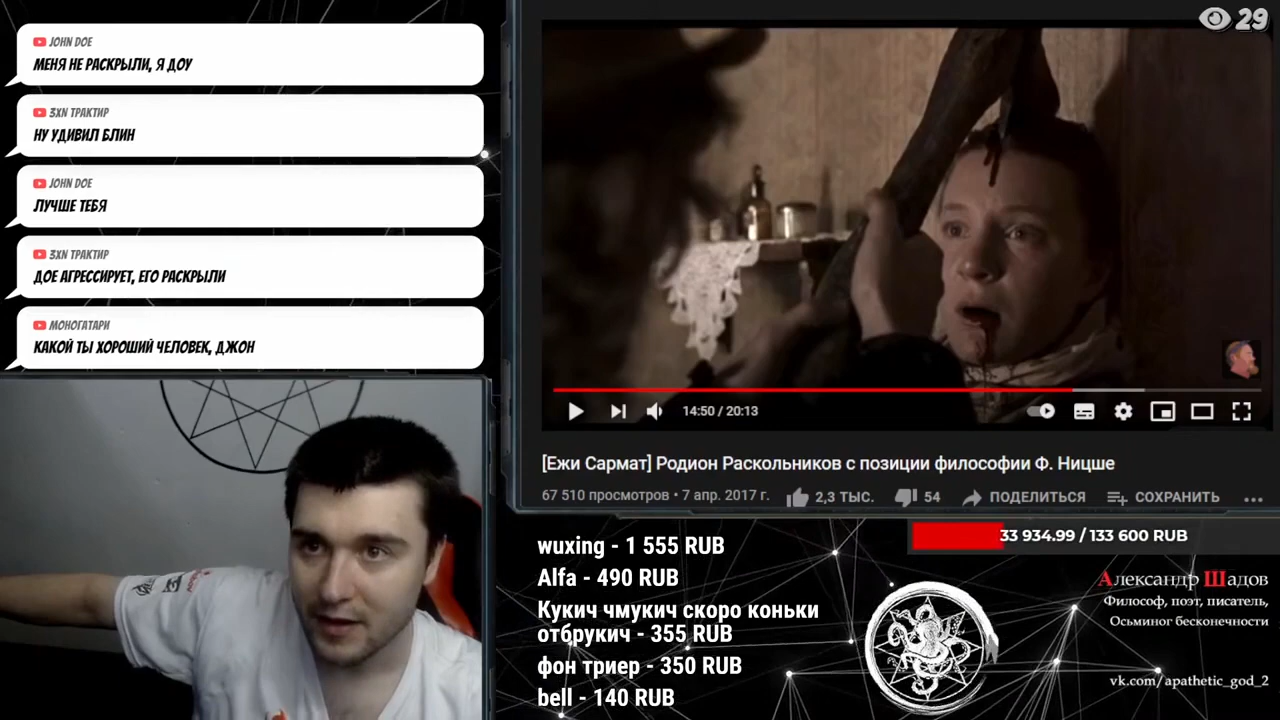 JOHN DOE
МЕНЯ НЕ РАСКРЫЛИ, Я ДОУ
3XN ТРАКТИР
НУ УДИВИЛ БЛИН
JOHN DOE
ЛУЧШЕ ТЕБЯ
3XN ТРАКТИР
ДОЕ АГРЕССИРУЕТ, ЕГО РАСКРЫЛИ
МОНОГАТАРИ
КАКОЙ ТЫ ХОРОШИЙ ЧЕЛОВЕК, ДЖОН
29
14:50 / 20:13
[Ежи Сармат] Родион Раскольников с позиции философии Ф. Ницше
67 510 просмотров • 7 апр. 2017 г.
2,3 ТЫС.
54
ПОДЕЛИТЬСЯ
СОХРАНИТЬ
wuxing - 1 555 RUB
Alfa - 490 RUB
Кукич чмукич скоро коньки
отбрукич - 355 RUB
фон триер - 350 RUB
bell - 140 RUB
33 934.99 / 133 600 RUB
Александр Шадов
Философ, поэт, писатель,
Осьминог бесконечности
vk.com/apathetic_god_2